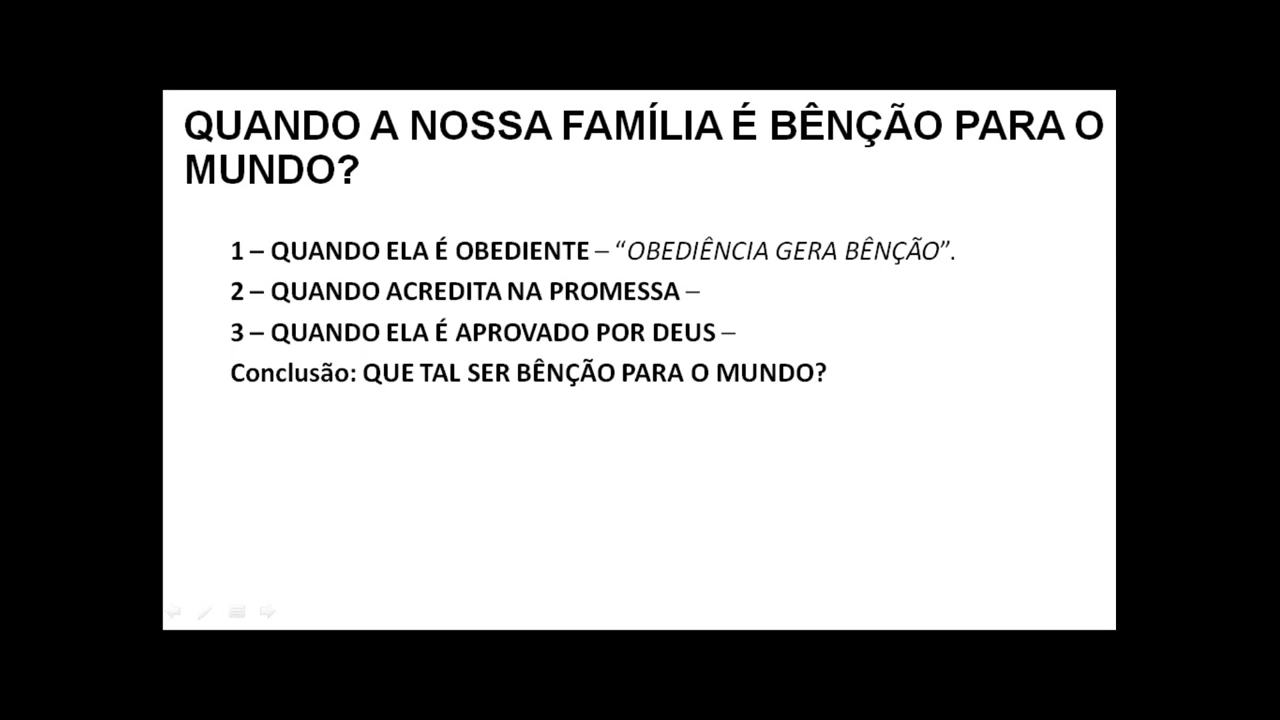 QUANDO A NOSSA FAMÍLIA É BÊNÇÃO PARA O
MUNDO?
1 – QUANDO ELA É OBEDIENTE – “OBEDIÊNCIA GERA BÊNÇÃO”.
2 – QUANDO ACREDITA NA PROMESSA –
3 – QUANDO ELA É APROVADO POR DEUS –
Conclusão: QUE TAL SER BÊNÇÃO PARA O MUNDO?